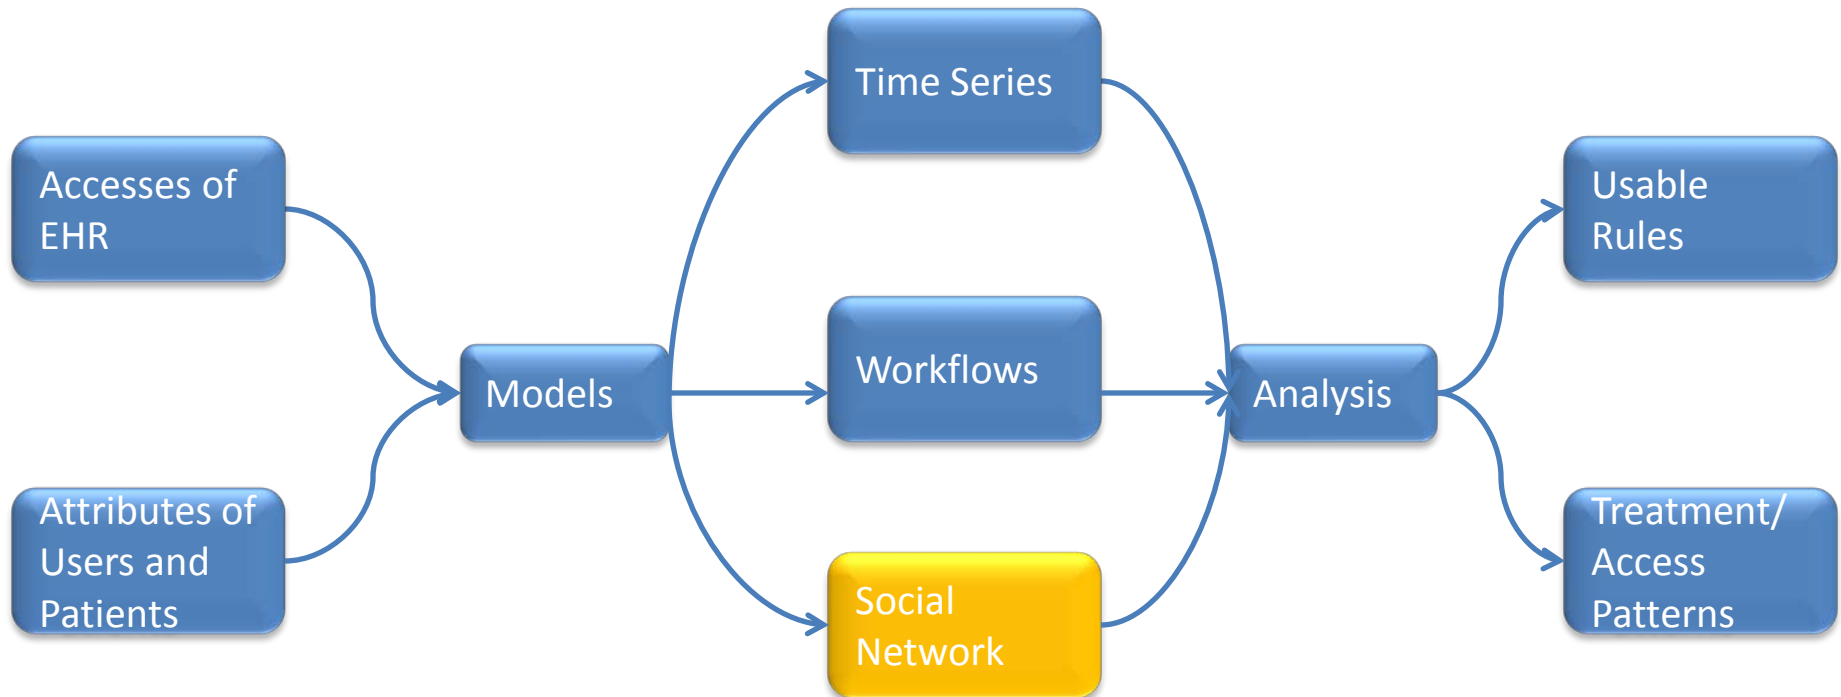 Accesses of
EHR
Attributes of
Users and
Patients
Models
Time Series
Workflows
Social
Network
Analysis
Usable
Rules
Treatment/
Access
Patterns